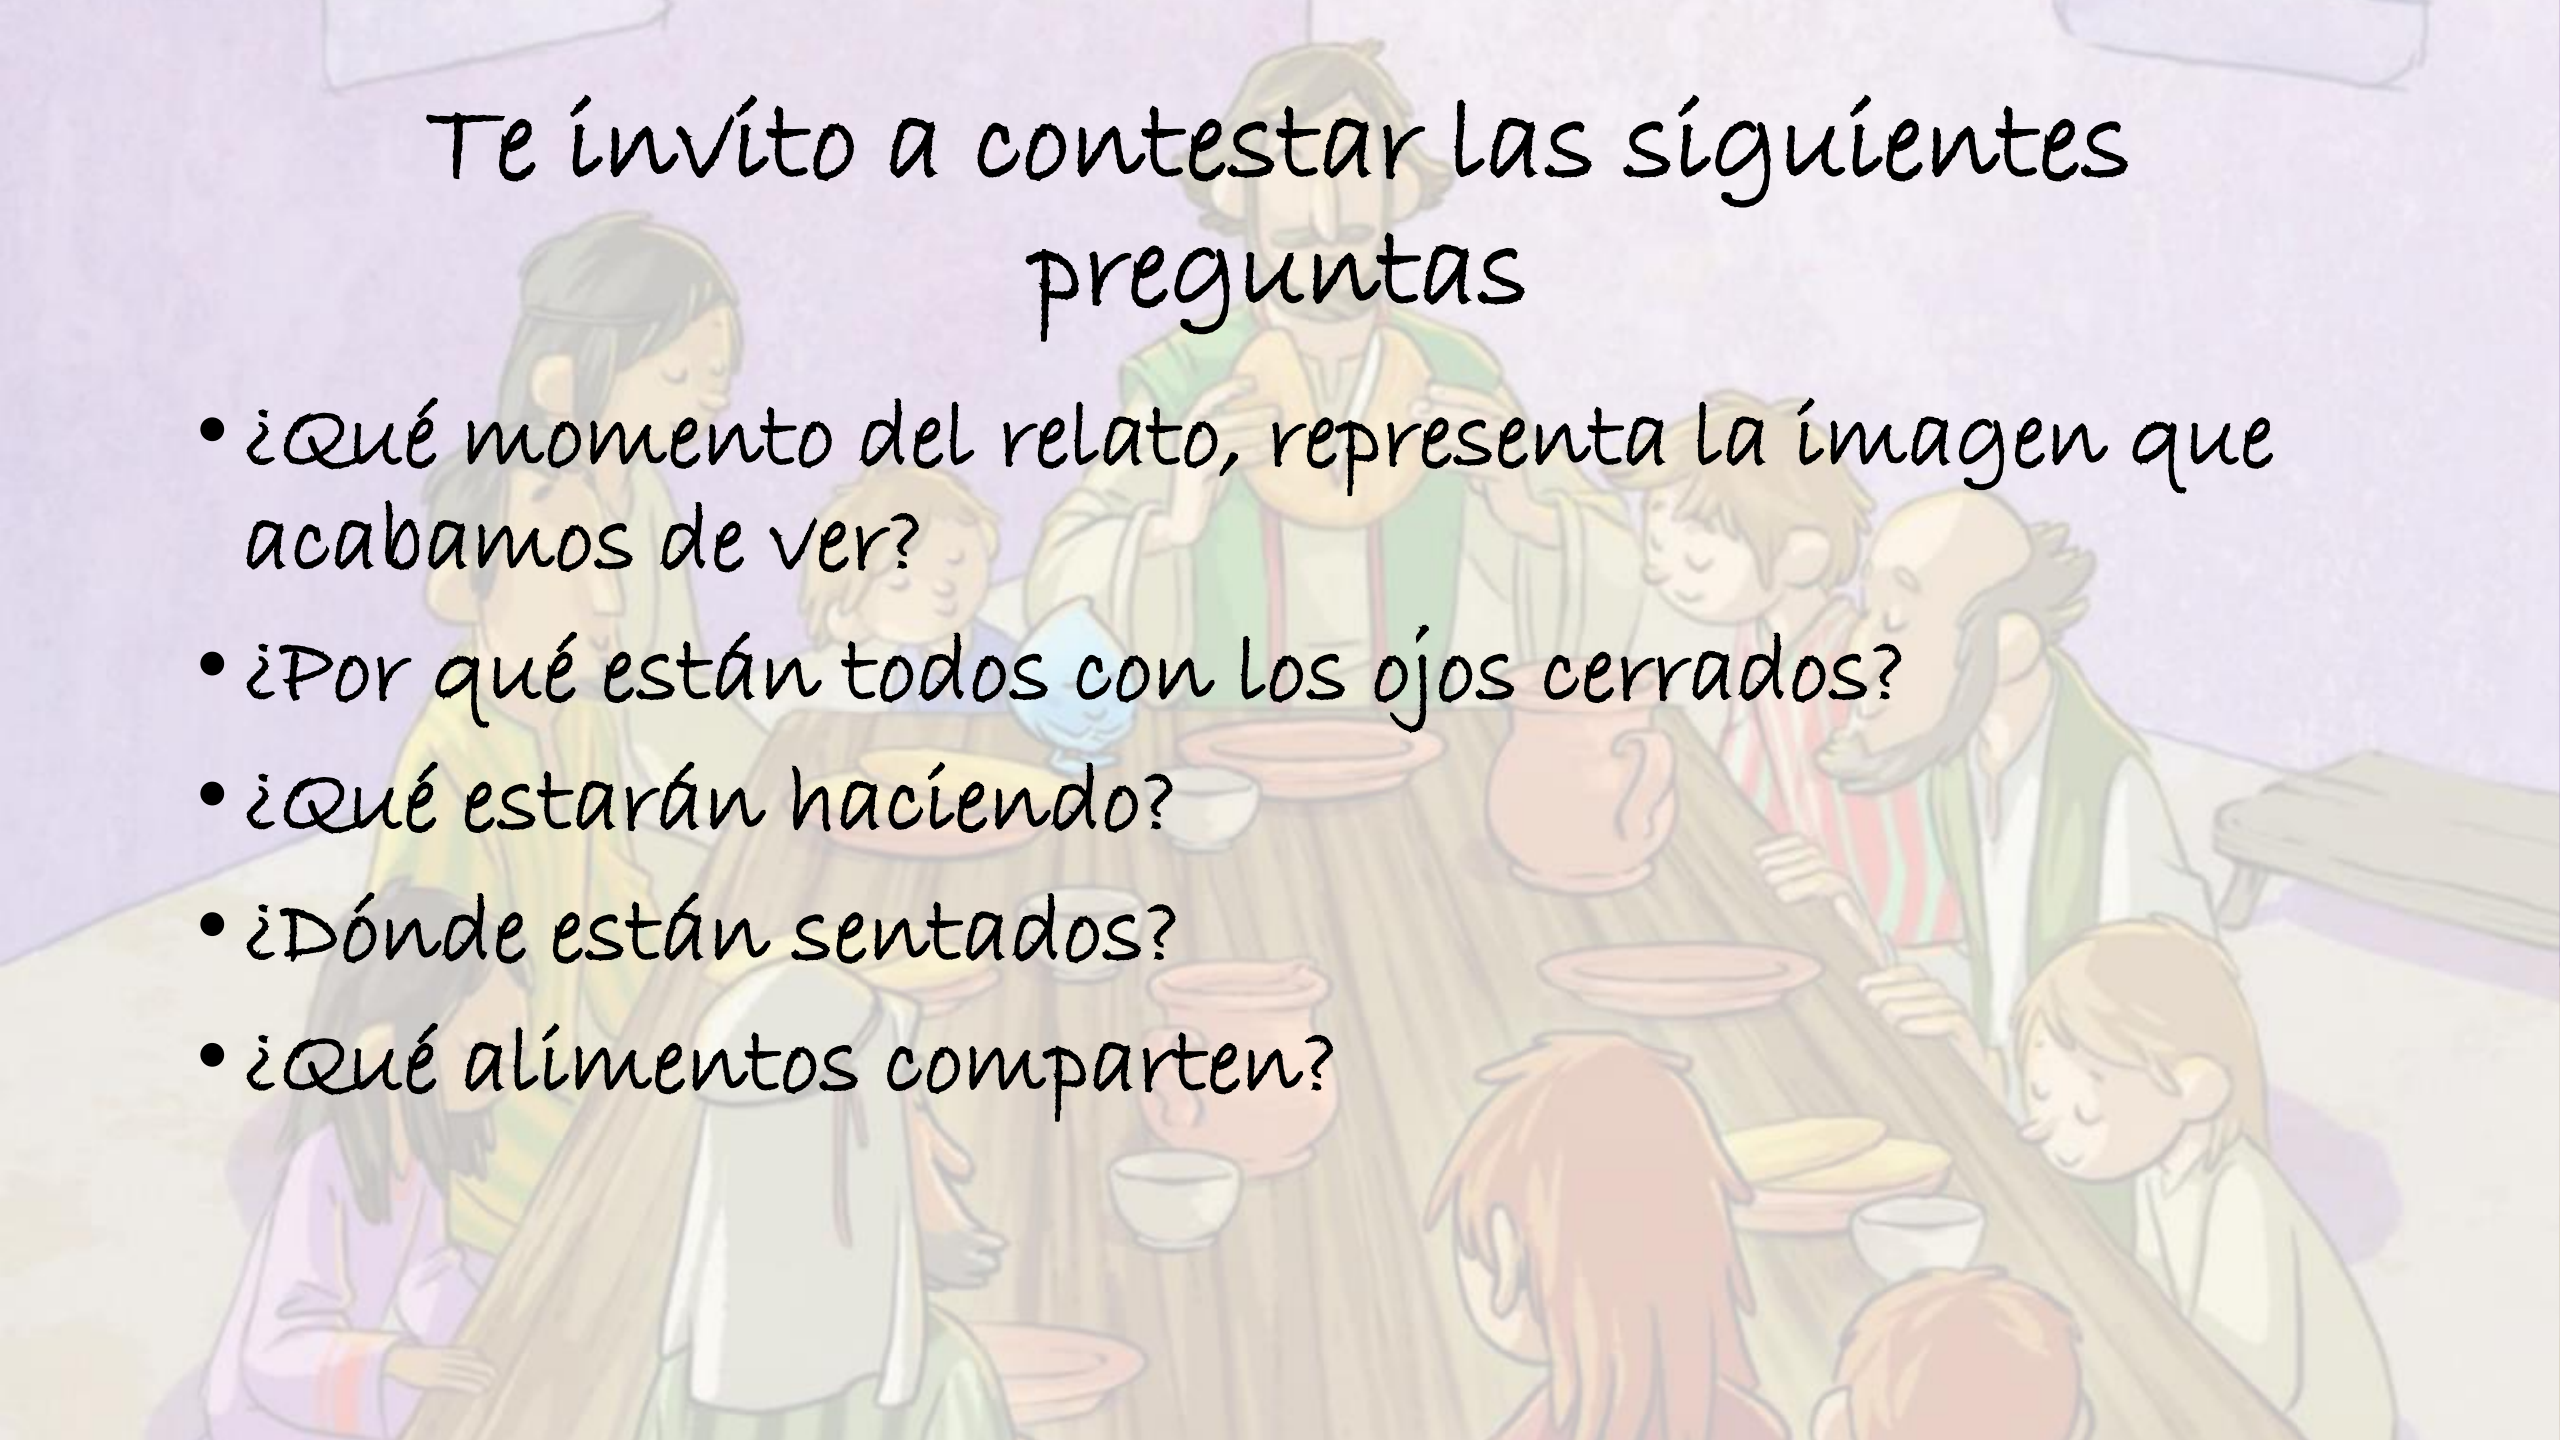 Te invito a contestar las siguientes
preguntas
• ¿Qué momento del relato, representa la imagen que
acabamos de ver?
• ¿Por qué están todos con los ojos cerrados?
• ¿Qué estarán haciendo?
• ¿Dónde están sentados?
• ¿Qué alimentos comparten?